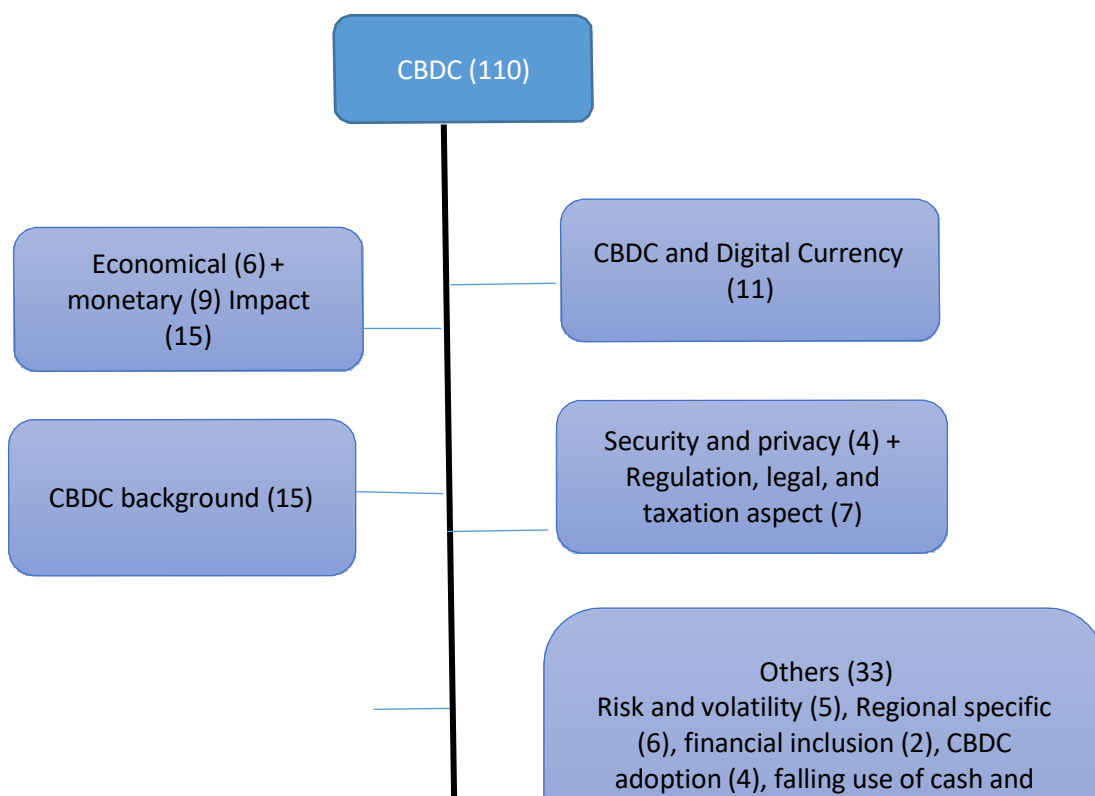 CBDC (110)
Economical (6) +
monetary (9) Impact
(15)
CBDC and Digital Currency
(11)
CBDC background (15)
Security and privacy (4) +
Regulation, legal, and
taxation aspect (7)
Others (33)
Risk and volatility (5), Regional specific
(6), financial inclusion (2), CBDC
adoption (4), falling use of cash and